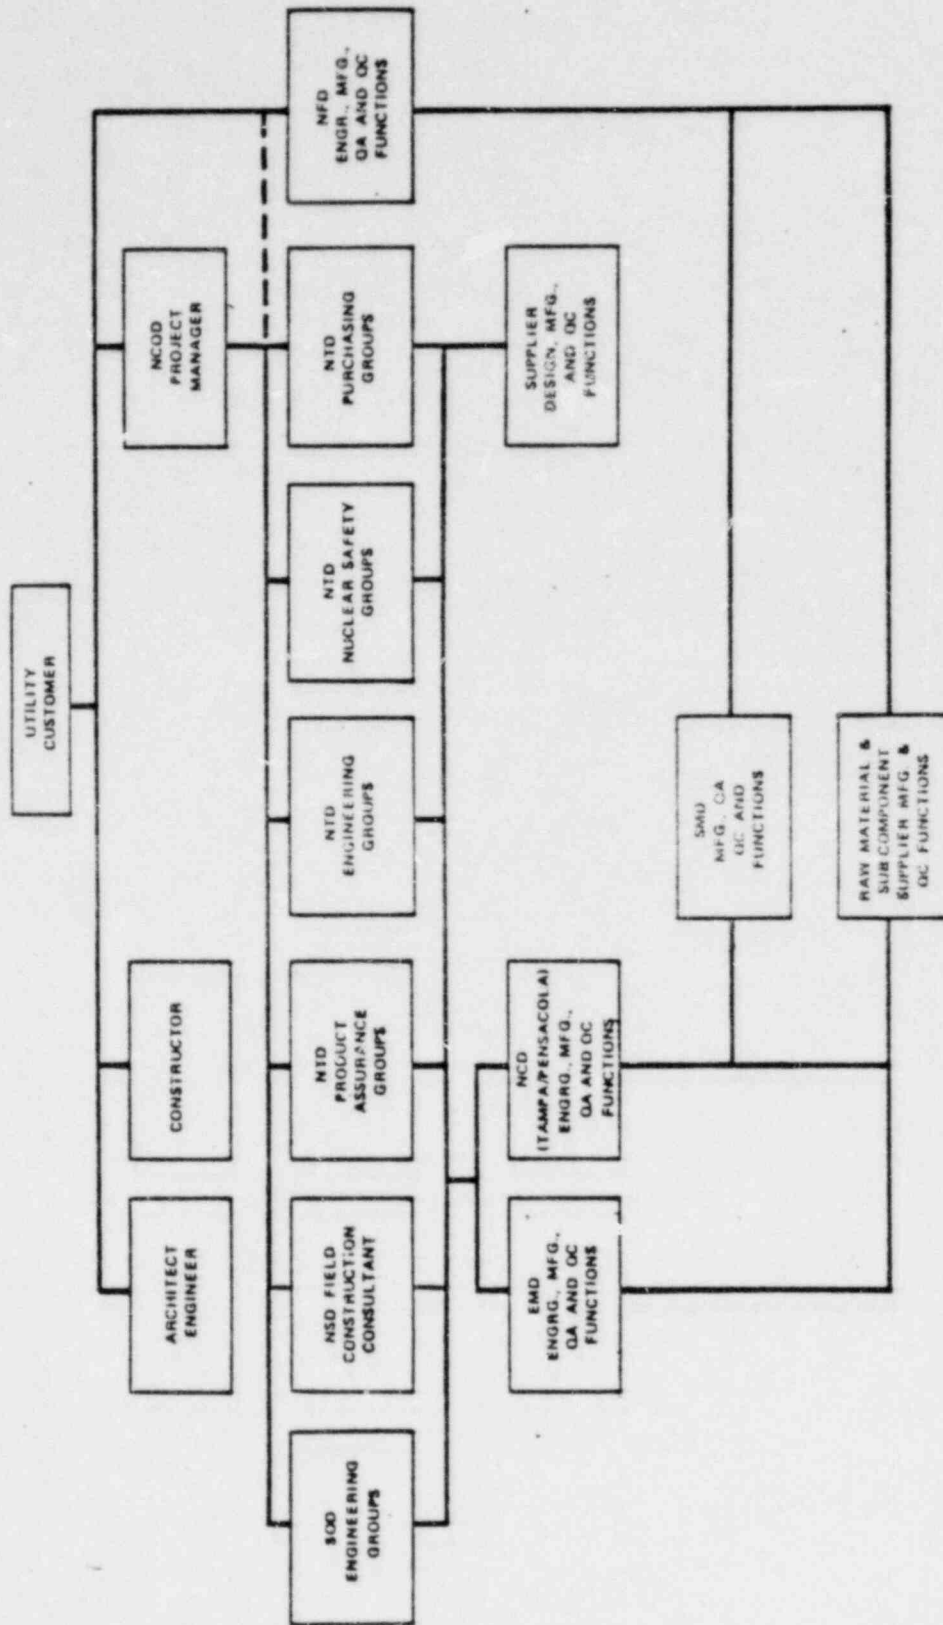 UTILITY
CUSTOMER
ARCHITECT
ENGINEER
CONSTRUCTOR
NCOD
PROJECT
MANAGER
SOD
ENGINEERING
GROUPS
NSD FIELD
CONSTRUCTION
CONSULTANT
NTD
PRODUCT
ASSURANCE
GROUPS
NTD
ENGINEERING
GROUPS
NTD
NUCLEAR SAFETY
GROUPS
NTD
PURCHASING
GROUPS
NFD
ENGR., MFG.,
QA AND QC
FUNCTIONS
EMD
ENGRG., MFG.,
QA AND QC
FUNCTIONS
NCD
(TAMPA/PENSACOLA)
ENGRG., MFG.,
QA AND QC
FUNCTIONS
SUPPLIER
DESIGN, MFG.,
AND QC
FUNCTIONS
SMD
MFG., QA
QC AND
FUNCTIONS
RAW MATERIAL &
SUB COMPONENT
SUPPLIER MFG. &
QC FUNCTIONS